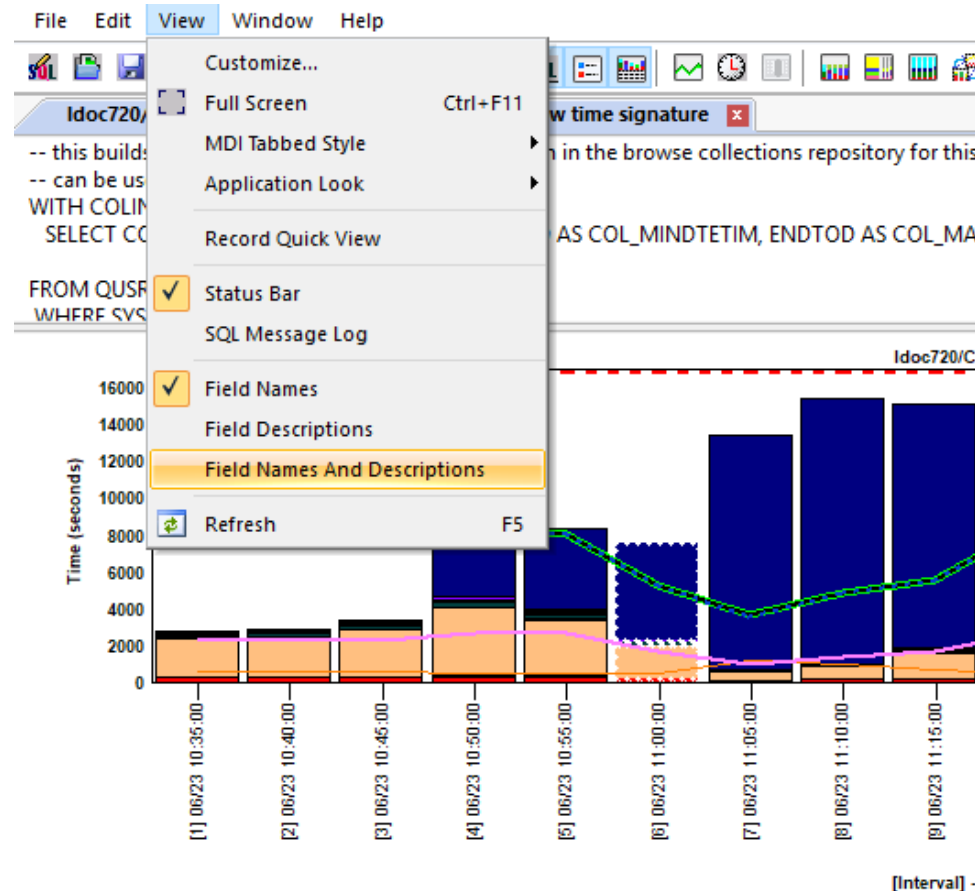 File Edit View Window Help
SQL
Customize...
Full Screen Ctrl+F11
MDI Tabbed Style
Application Look
Record Quick View
Status Bar
SQL Message Log
Field Names
Field Descriptions
Field Names And Descriptions
Refresh F5
Idoc720/ w time signature
-- this builds n in the browse collections repository for this
-- can be us
WITH COLIN
SELECT CO AS COL_MINDTETIM, ENDTOD AS COL_MA
FROM QUSR
WHERE SYS
Idoc720/C
Time (seconds)
16000
14000
12000
10000
8000
6000
4000
2000
0
[1] 06/23 10:35:00
[2] 06/23 10:40:00
[3] 06/23 10:45:00
[4] 06/23 10:50:00
[5] 06/23 10:55:00
[6] 06/23 11:00:00
[7] 06/23 11:05:00
[8] 06/23 11:10:00
[9] 06/23 11:15:00
[Interval] -